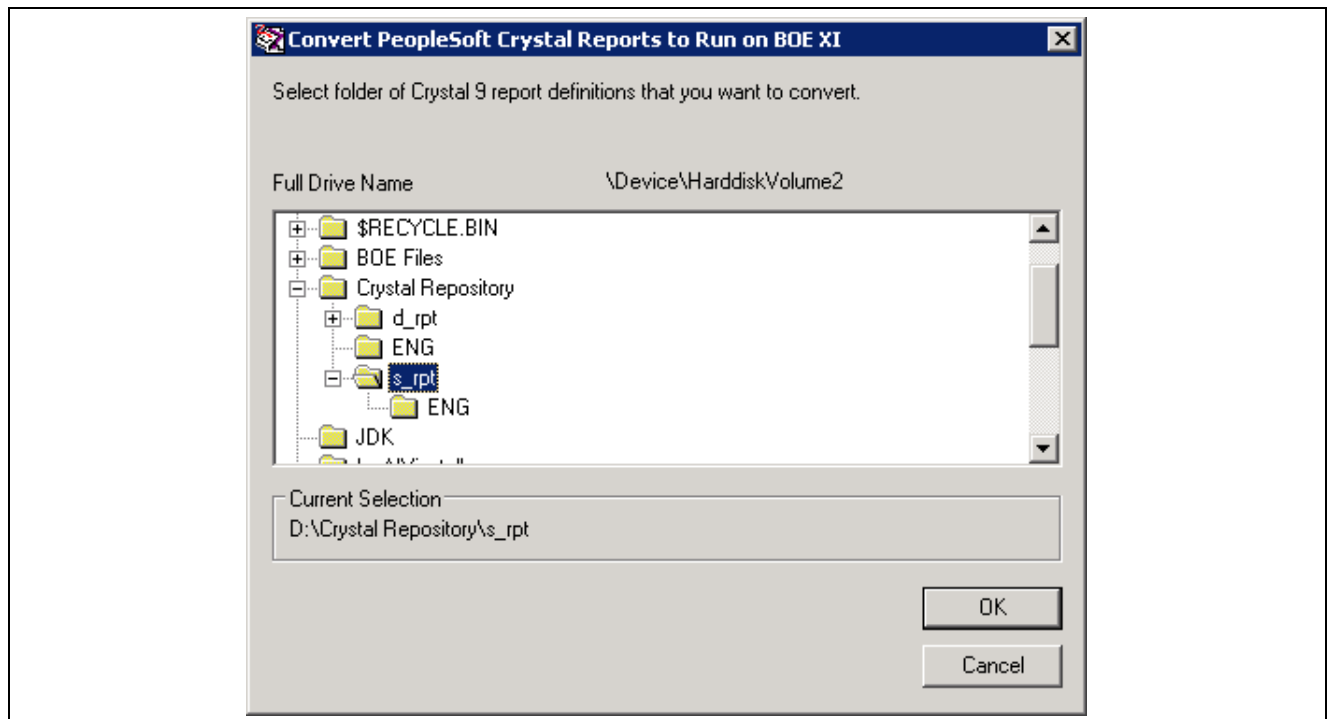 Convert PeopleSoft Crystal Reports to Run on BOE XI
Select folder of Crystal 9 report definitions that you want to convert.
Full Drive Name \Device\HarddiskVolume2
$RECYCLE.BIN
BOE Files
Crystal Repository
d_rpt
ENG
s_rpt
ENG
JDK
Current Selection
D:\Crystal Repository\s_rpt
OK
Cancel